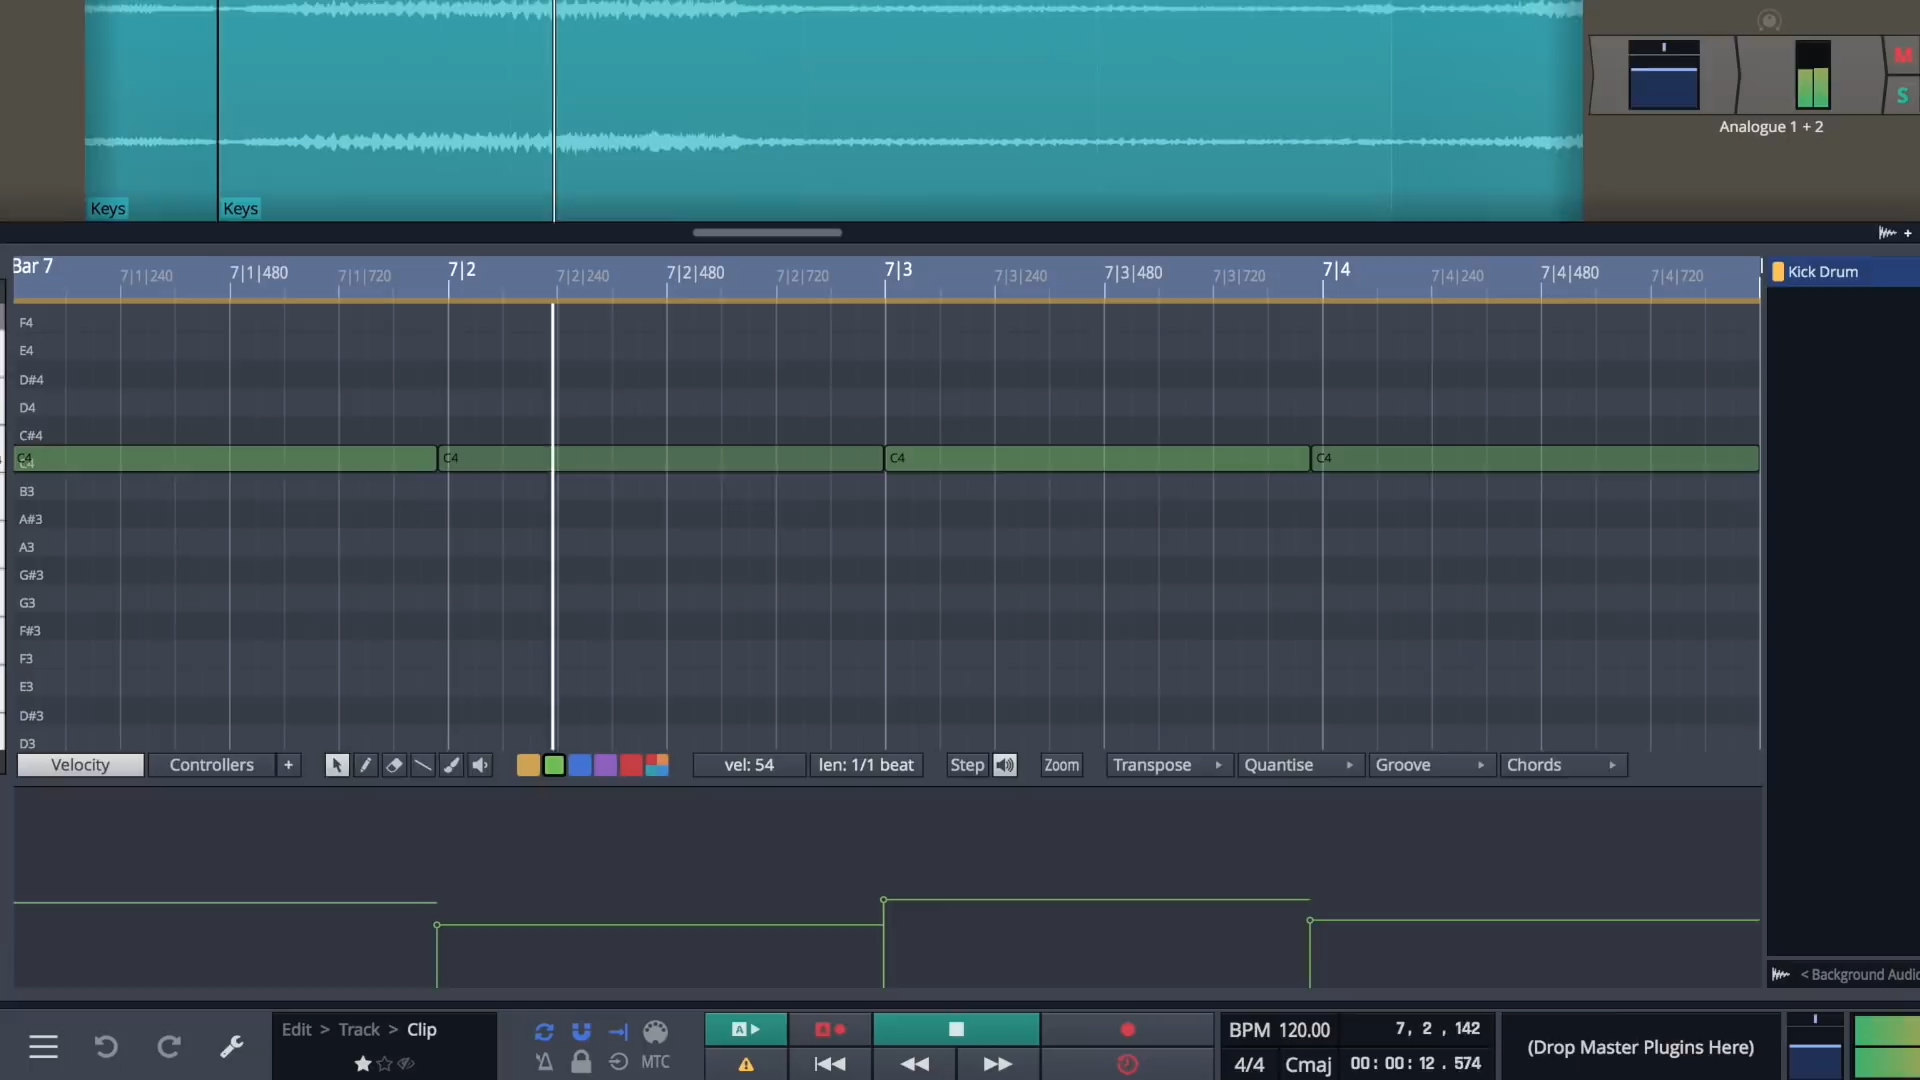 M
S
Analogue 1 + 2
Keys Keys
+
Bar 7 7|1|240 7|1|480 7|1|720 7|2 7|2|240 7|2|480 7|2|720 7|3 7|3|240 7|3|480 7|3|720 7|4 7|4|240 7|4|480 7|4|720
Kick Drum
F4
E4
D#4
D4
C#4
C4 C4 C4 C4
C4
B3
A#3
A3
G#3
G3
F#3
F3
E3
D#3
D3
Velocity Controllers + vel: 54 len: 1/1 beat Step Zoom Transpose Quantise Groove Chords
< Background Audio
Edit > Track > Clip
MTC
A
A
BPM 120.00 7, 2, 142
4/4 Cmaj 00:00:12.574
(Drop Master Plugins Here)